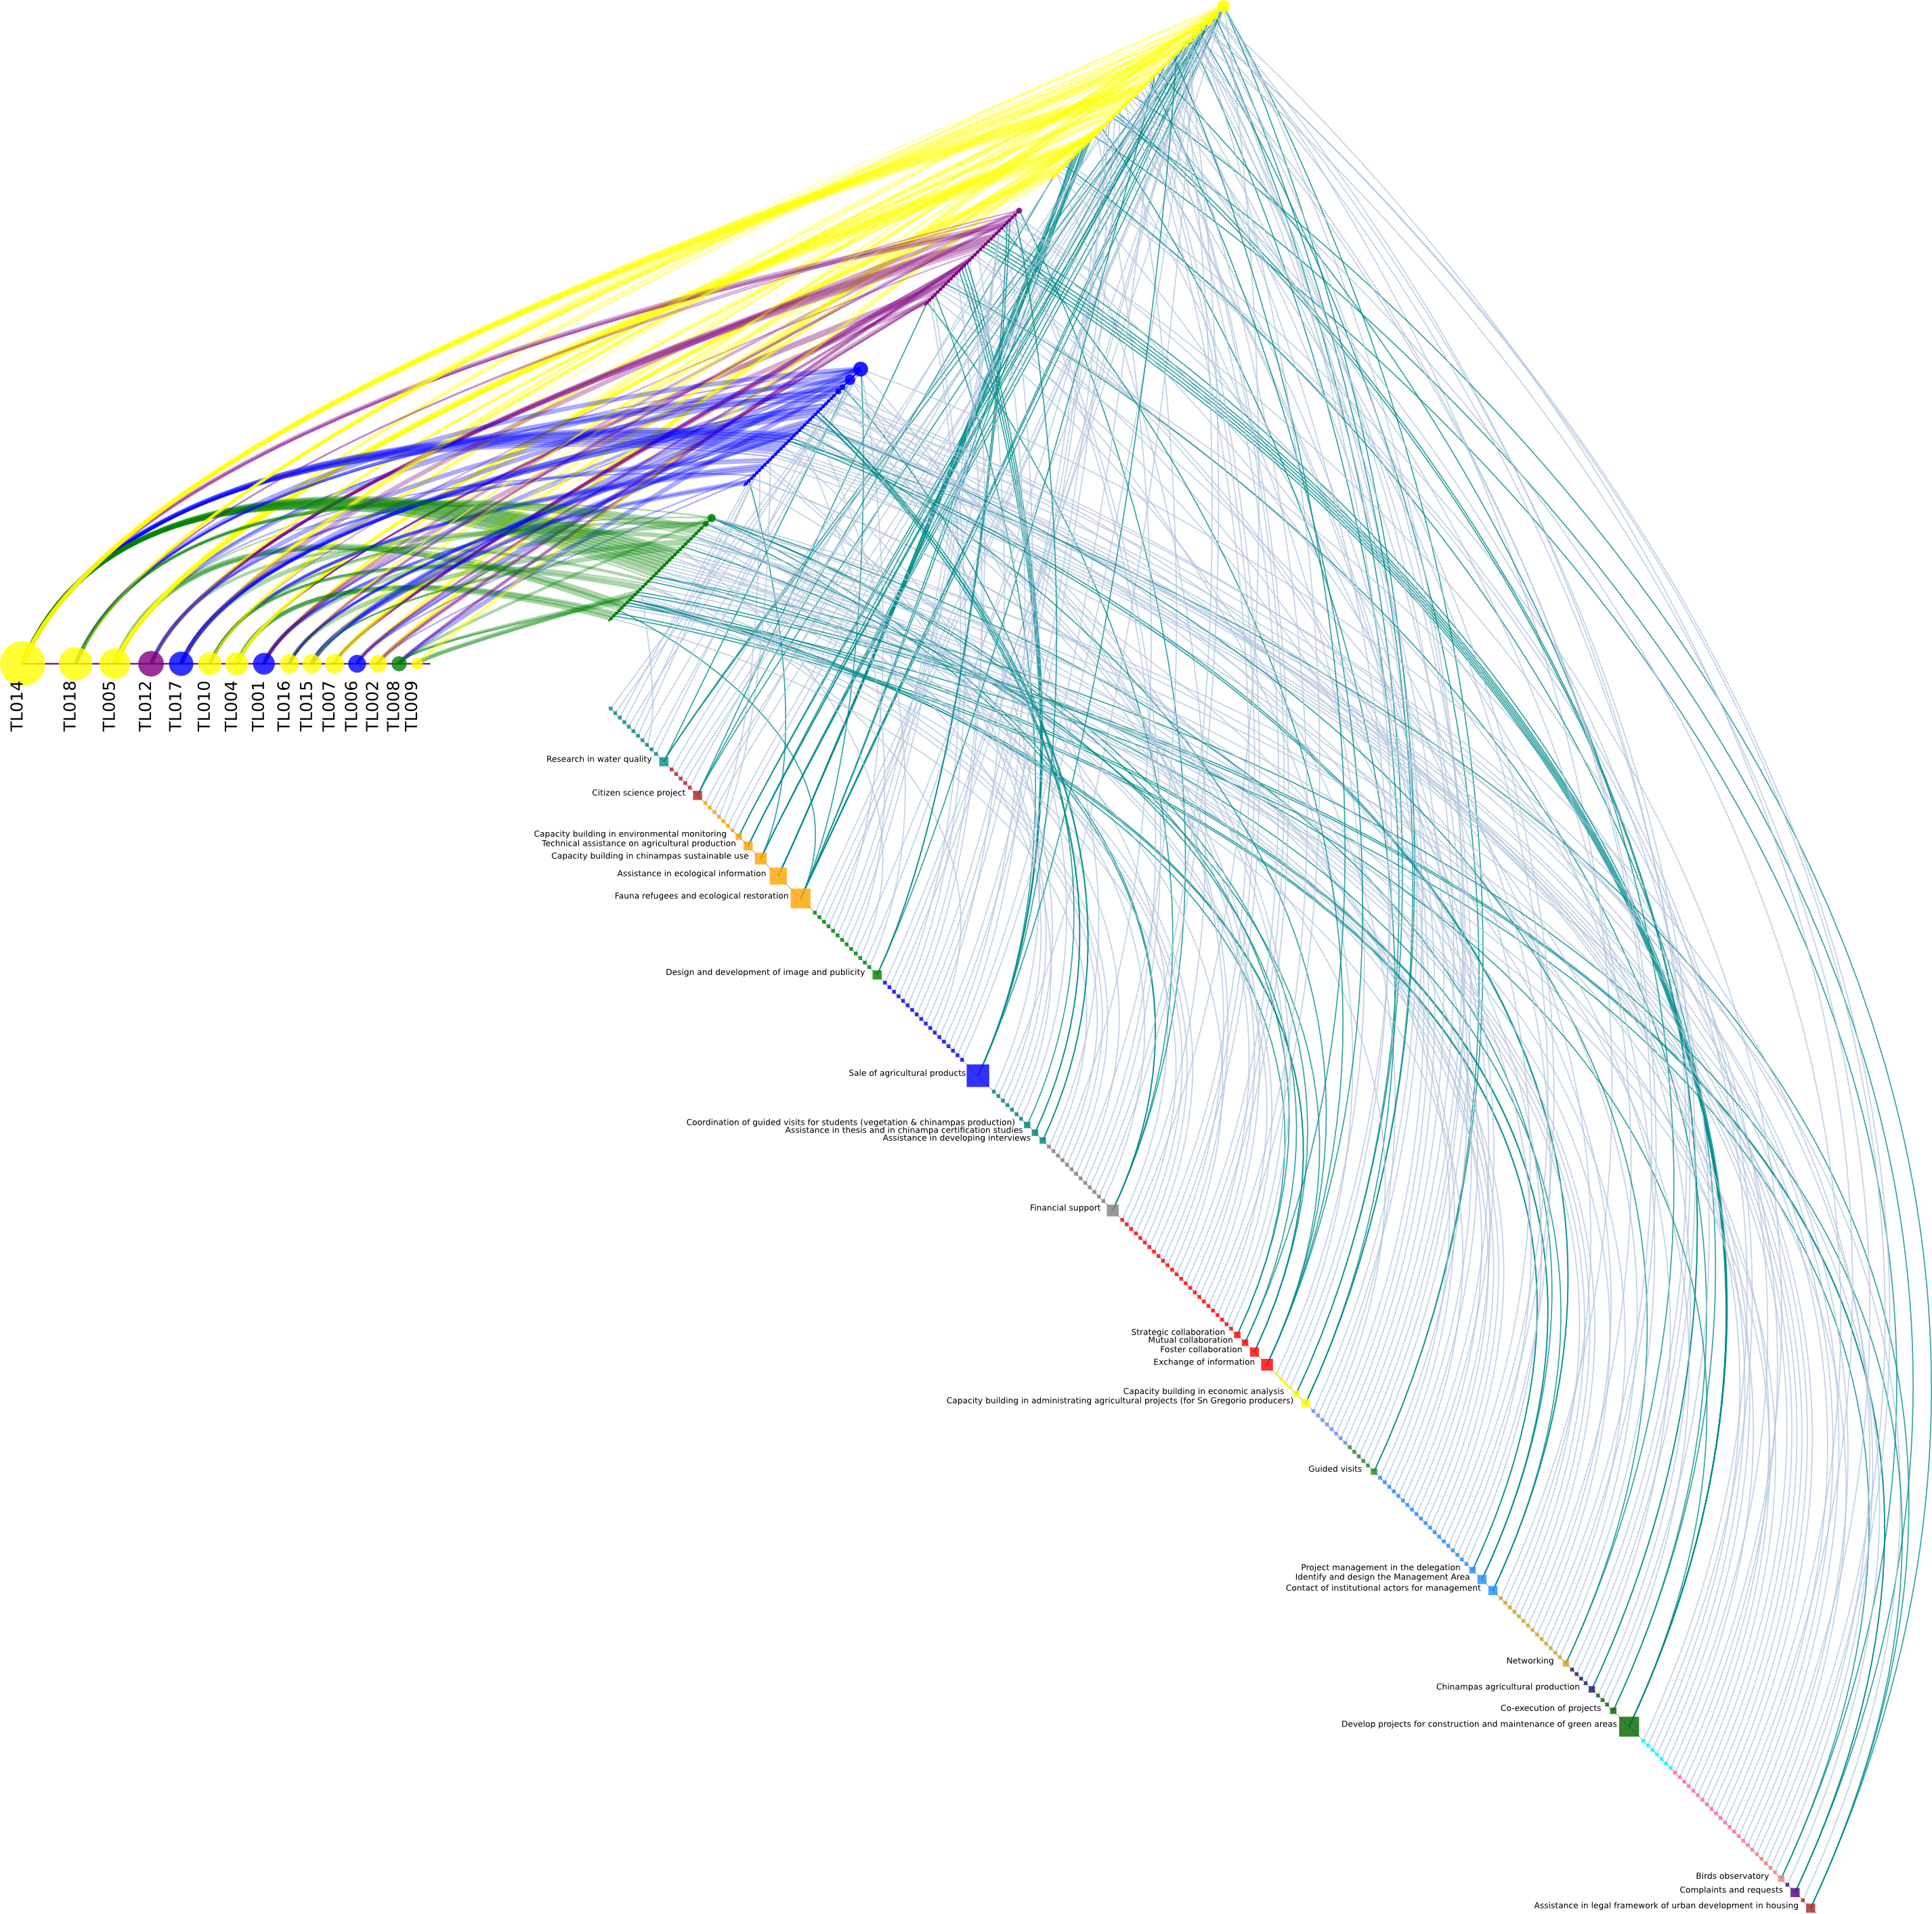 TL014
TL018
TL005
TL012
TL017
TL010
TL004
TL001
TL016
TL015
TL007
TL006
TL002
TL008
TL009
Research in water quality
Citizen science project
Capacity building in environmental monitoring
Technical assistance on agricultural production
Capacity building in chinampas sustainable use
Assistance in ecological information
Fauna refugees and ecological restoration
Design and development of image and publicity
Sale of agricultural products
Coordination of guided visits for students (vegetation & chinampas production)
Assistance in thesis and in chinampa certification studies
Assistance in developing interviews
Financial support
Strategic collaboration
Mutual collaboration
Foster collaboration
Exchange of information
Capacity building in economic analysis
Capacity building in administrating agricultural projects (for Sn Gregorio producers)
Guided visits
Project management in the delegation
Identify and design the Management Area
Contact of institutional actors for management
Networking
Chinampas agricultural production
Co-execution of projects
Develop projects for construction and maintenance of green areas
Birds observatory
Complaints and requests
Assistance in legal framework of urban development in housing